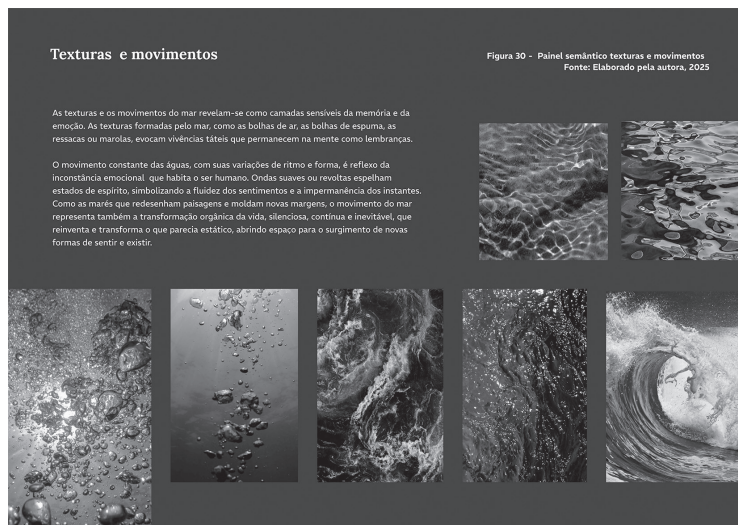 Texturas e movimentos
Figura 30 - Painel semântico texturas e movimentos
Fonte: Elaborado pela autora, 2025
As texturas e os movimentos do mar revelam-se como camadas sensíveis da memória e da
emoção. As texturas formadas pelo mar, como as bolhas de ar, as bolhas de espuma, as
ressacas ou marolas, evocam vivências táteis que permanecem na mente como lembranças.
O movimento constante das águas, com suas variações de ritmo e forma, é reflexo da
inconstância emocional que habita o ser humano. Ondas suaves ou revoltas espelham
estados de espírito, simbolizando a fluidez dos sentimentos e a impermanência dos instantes.
Como as marés que redesenham paisagens e moldam novas margens, o movimento do mar
representa também a transformação orgânica da vida, silenciosa, contínua e inevitável, que
reinventa e transforma o que parecia estático, abrindo espaço para o surgimento de novas
formas de sentir e existir.